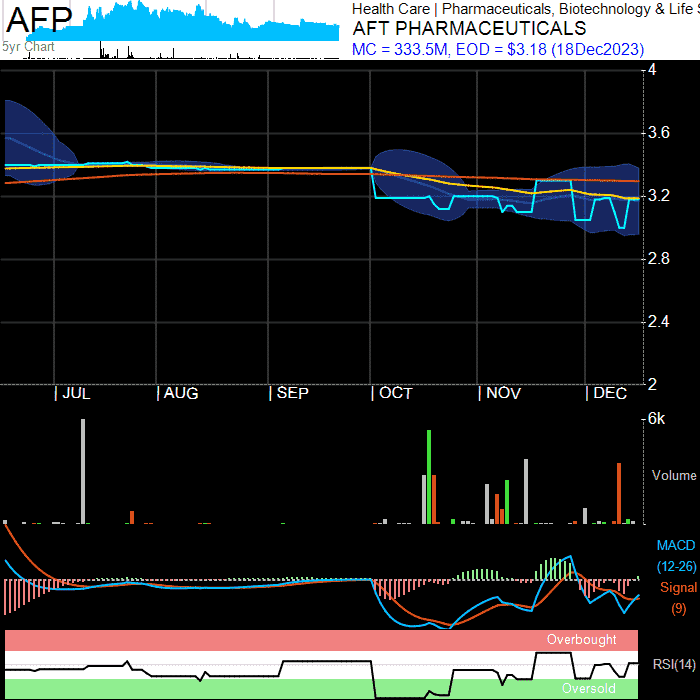 AFP
5yr Chart
Health Care | Pharmaceuticals, Biotechnology & Life S
AFT PHARMACEUTICALS
MC = 333.5M, EOD = $3.18 (18Dec2023)
4
3.6
3.2
2.8
2.4
2
| JUL | AUG | SEP | OCT | NOV | DEC
6k
Volume
MACD
(12-26)
Signal
(9)
Overbought
RSI(14)
Oversold